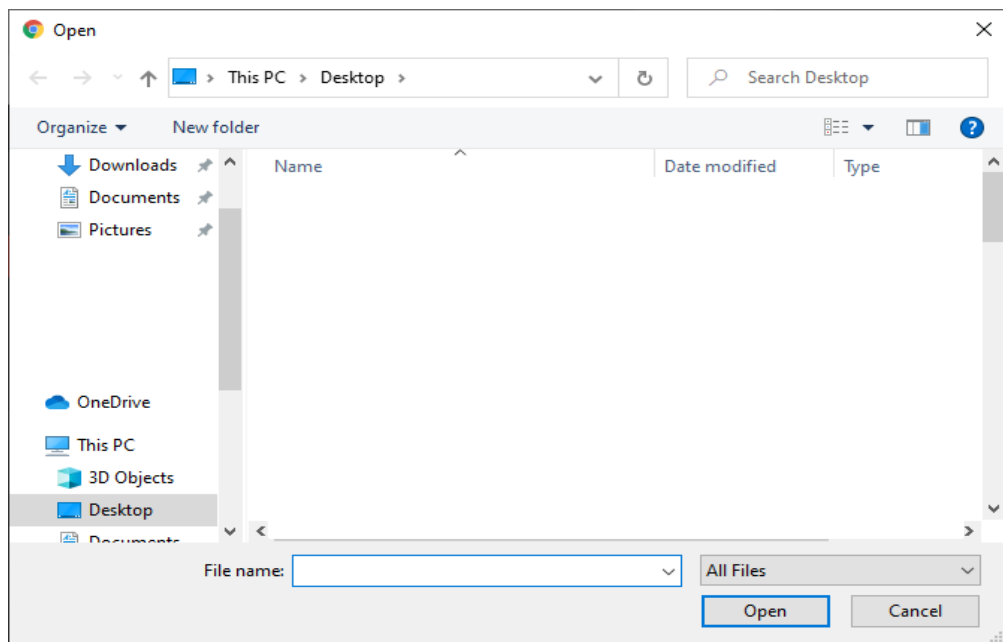 Open
This PC > Desktop >
Search Desktop
Organize
New folder
Name
Date modified
Type
Downloads
Documents
Pictures
OneDrive
This PC
3D Objects
Desktop
Documents
File name:
All Files
Open
Cancel